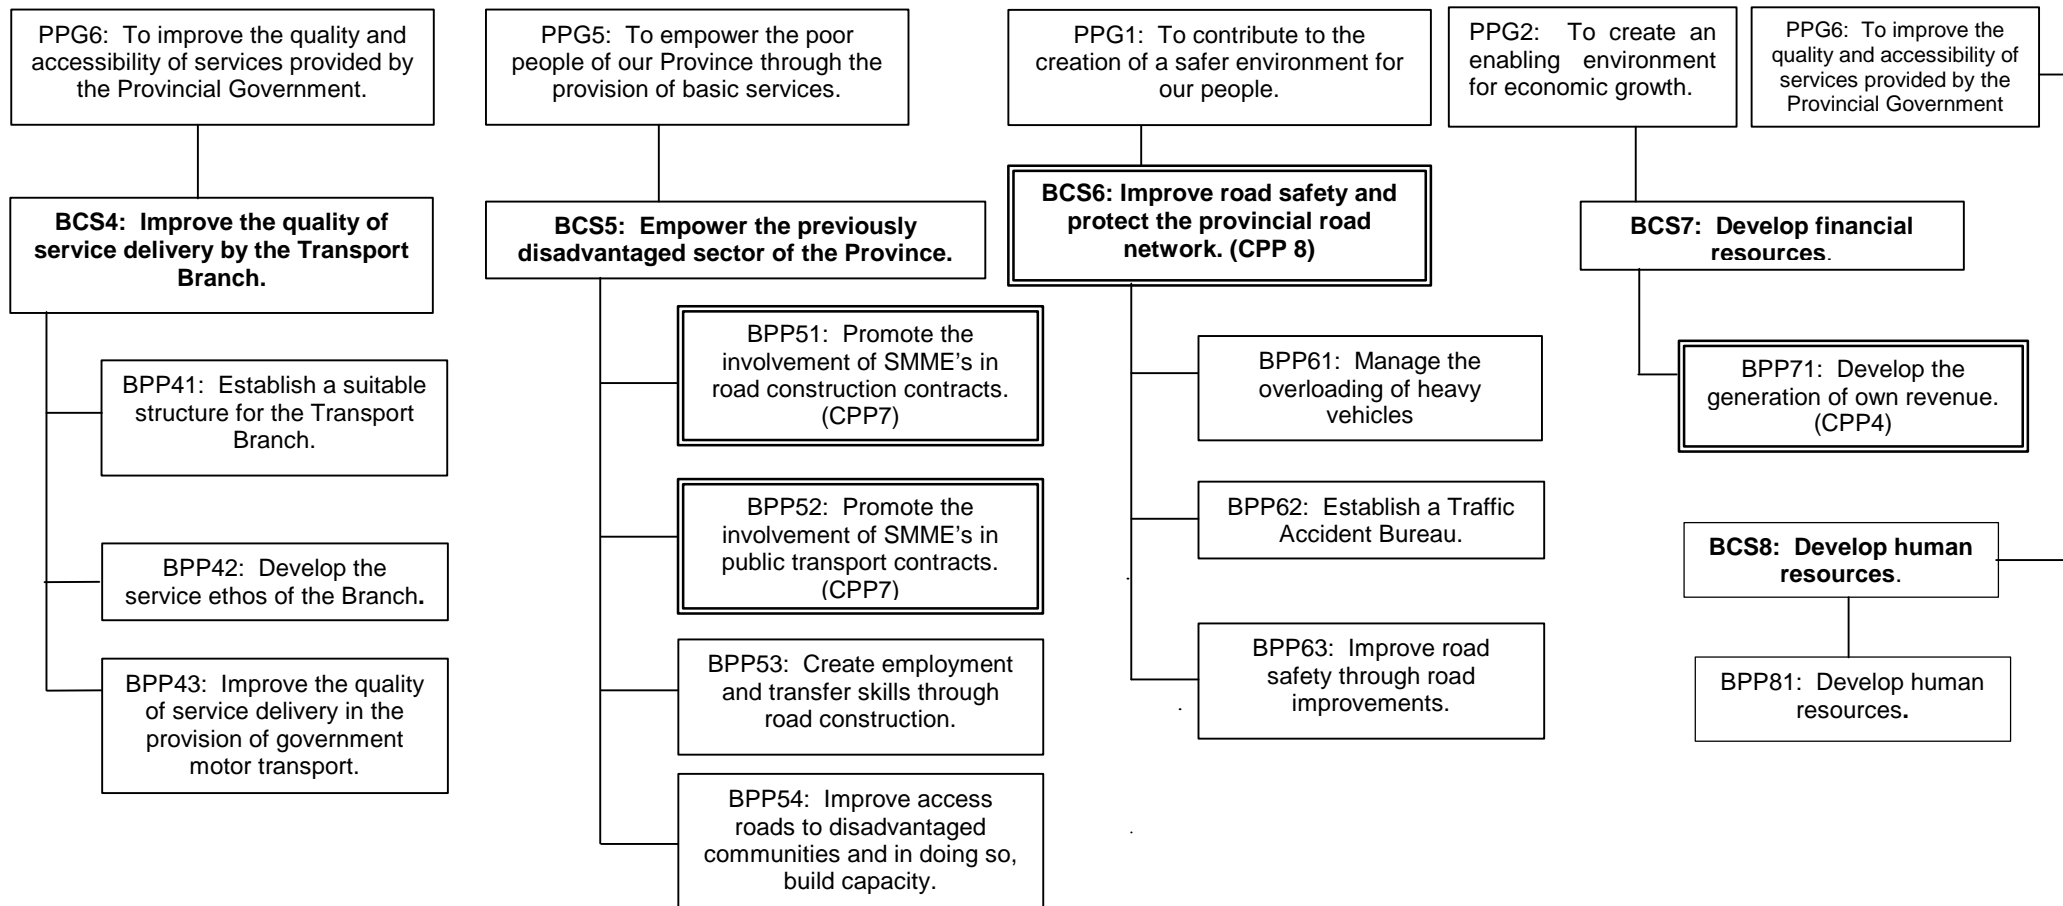 PPG6: To improve the quality and
accessibility of services provided by
the Provincial Government.
PPG5: To empower the poor
people of our Province through the
provision of basic services.
PPG1: To contribute to the
creation of a safer environment for
our people.
PPG2: To create an
enabling environment
for economic growth.
PPG6: To improve the
quality and accessibility of
services provided by the
Provincial Government
BCS4: Improve the quality of
service delivery by the Transport
Branch.
BCS5: Empower the previously
disadvantaged sector of the Province.
BCS6: Improve road safety and
protect the provincial road
network. (CPP 8)
BCS7: Develop financial
resources.
BPP41: Establish a suitable
structure for the Transport
Branch.
BPP42: Develop the
service ethos of the Branch.
BPP43: Improve the quality
of service delivery in the
provision of government
motor transport.
BPP51: Promote the
involvement of SMME’s in
road construction contracts.
(CPP7)
BPP52: Promote the
involvement of SMME’s in
public transport contracts.
(CPP7)
BPP53: Create employment
and transfer skills through
road construction.
BPP54: Improve access
roads to disadvantaged
communities and in doing so,
build capacity.
BPP61: Manage the
overloading of heavy
vehicles
BPP62: Establish a Traffic
Accident Bureau.
BPP63: Improve road
safety through road
improvements.
BPP71: Develop the
generation of own revenue.
(CPP4)
BCS8: Develop human
resources.
BPP81: Develop human
resources.